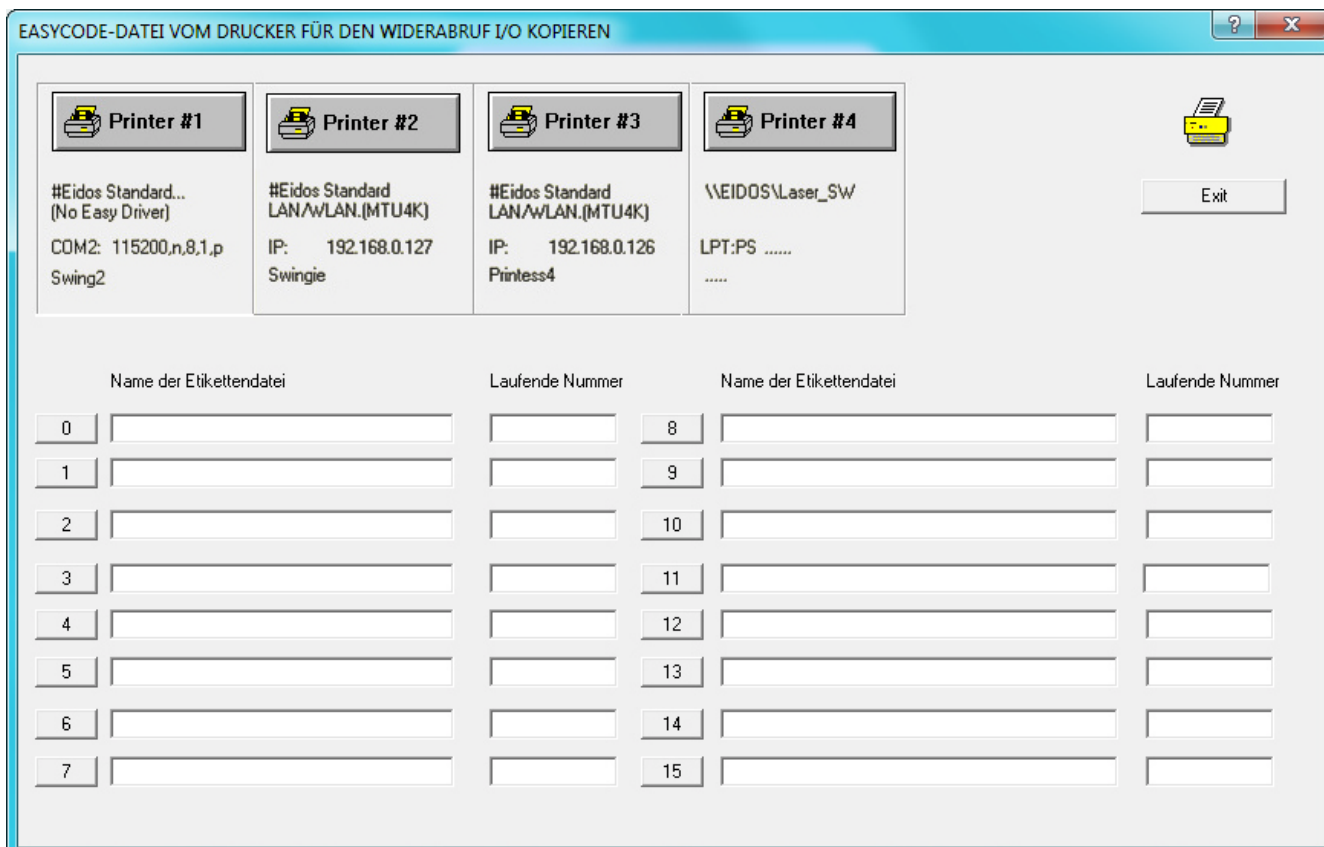 EASYCODE-DATEI VOM DRUCKER FÜR DEN WIDERABRUF I/O KOPIEREN
Printer #1
#Eidos Standard...
(No Easy Driver)
COM2: 115200,n,8,1,p
Swing2
Printer #2
#Eidos Standard
LAN/WLAN.(MTU4K)
IP: 192.168.0.127
Swingie
Printer #3
#Eidos Standard
LAN/WLAN.(MTU4K)
IP: 192.168.0.126
Printess4
Printer #4
\\EIDOS\Laser_SW
LPT:PS ......
.....
Exit
Name der Etikettendatei Laufende Nummer Name der Etikettendatei Laufende Nummer
0 8
1 9
2 10
3 11
4 12
5 13
6 14
7 15